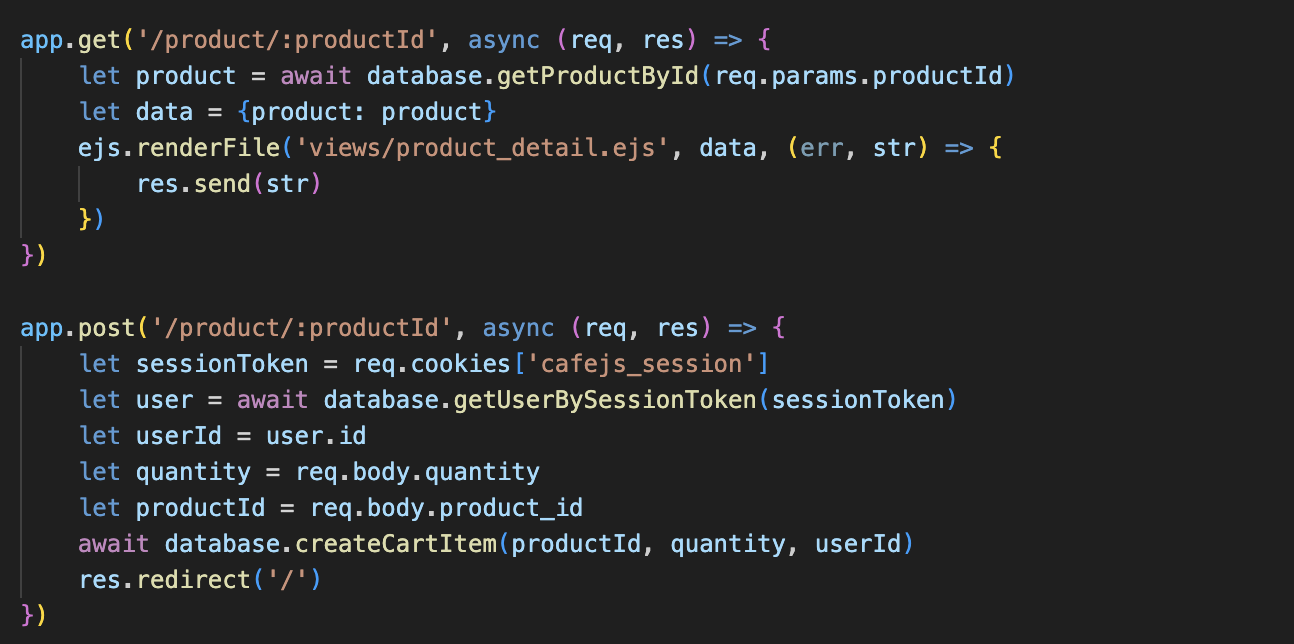 app.get('/product/:productId', async (req, res) => {
    let product = await database.getProductById(req.params.productId)
    let data = {product: product}
    ejs.renderFile('views/product_detail.ejs', data, (err, str) => {
        res.send(str)
    })
})

app.post('/product/:productId', async (req, res) => {
    let sessionToken = req.cookies['cafejs_session']
    let user = await database.getUserBySessionToken(sessionToken)
    let userId = user.id
    let quantity = req.body.quantity
    let productId = req.body.product_id
    await database.createCartItem(productId, quantity, userId)
    res.redirect('/')
})